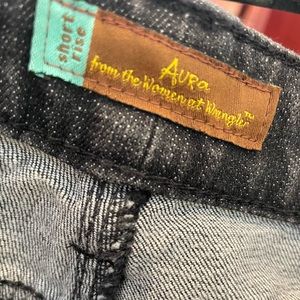 short
rise
AURA
from the Women at Wrangler™